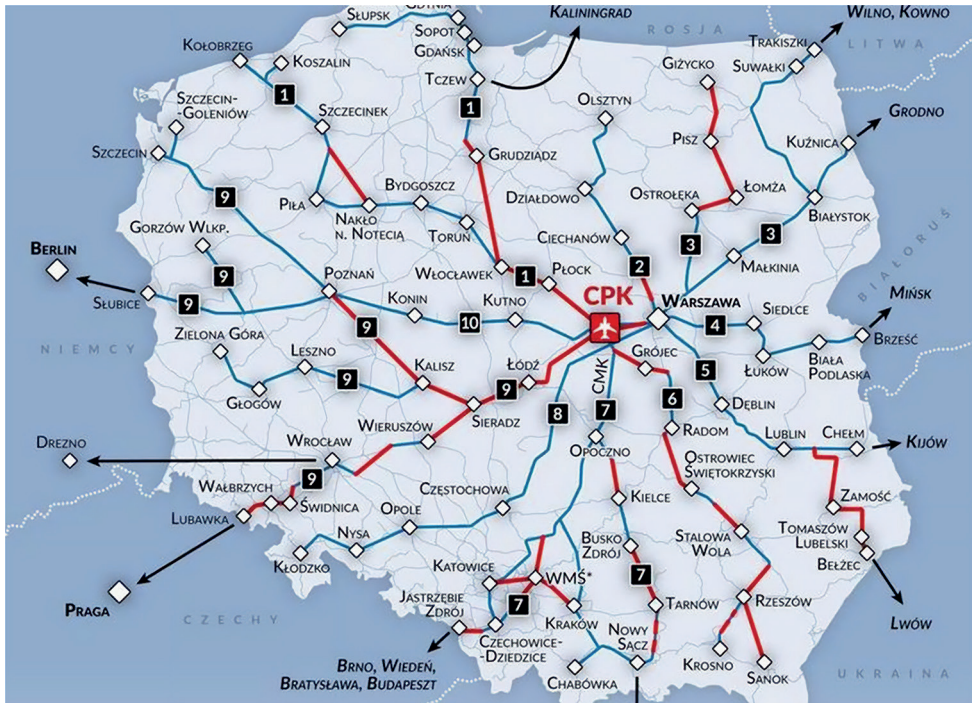 SŁUPSK
GDYNIA
KALININGRAD
WILNO, KOWNO
SOPOT
ROSJA
TRAKISZKI
LITWA
KOŁOBRZEG
GDAŃSK
KOSZALIN
TCZEW
GIŻYCKO
SUWAŁKI
1
1
SZCZECIN-
-GOLENIÓW
OLSZTYN
GRODNO
SZCZECINEK
PISZ
KUŹNICA
SZCZECIN
GRUDZIĄDZ
9
BYDGOSZCZ
DZIAŁDOWO
OSTROŁĘKA
ŁOMŻA
PIŁA
NAKŁO
N. NOTECIĄ
BIAŁYSTOK
GORZÓW WLKP.
TORUŃ
CIECHANÓW
3
3
BIAŁORUŚ
BERLIN
MAŁKINIA
9
POZNAŃ
WŁOCŁAWEK
1
PŁOCK
2
CPK
WARSZAWA
MIŃSK
SŁUBICE
9
KONIN
KUTNO
SIEDLCE
10
4
ZIELONA GÓRA
9
BRZEŚĆ
NIEMCY
LESZNO
ŁÓDŹ
GRÓJEC
BIAŁA
PODLASKA
9
KALISZ
9
CMK
5
ŁUKÓW
GŁOGÓW
6
8
7
DĘBLIN
SIERADZ
WIERUSZÓW
RADOM
DREZNO
WROCŁAW
OPOCZNO
LUBLIN
CHEŁM
KIJÓW
OSTROWIEC
ŚWIĘTOKRZYSKI
9
WAŁBRZYCH
CZĘSTOCHOWA
KIELCE
ZAMOŚĆ
LUBAWKA
ŚWIDNICA
OPOLE
TOMASZÓW
LUBELSKI
NYSA
BUSKO
ZDRÓJ
STALOWA
WOLA
BEŁŻEC
KŁODZKO
KATOWICE
WMŚ*
7
PRAGA
JASTRZĘBIE
ZDRÓJ
7
TARNÓW
RZESZÓW
CZECHY
KRAKÓW
LWÓW
NOWY
SĄCZ
CZECHOWICE-
-DZIEDZICE
BRNO, WIEDEŃ,
BRATYSŁAWA, BUDAPESZT
CHABÓWKA
KROSNO
SANOK
UKRAINA